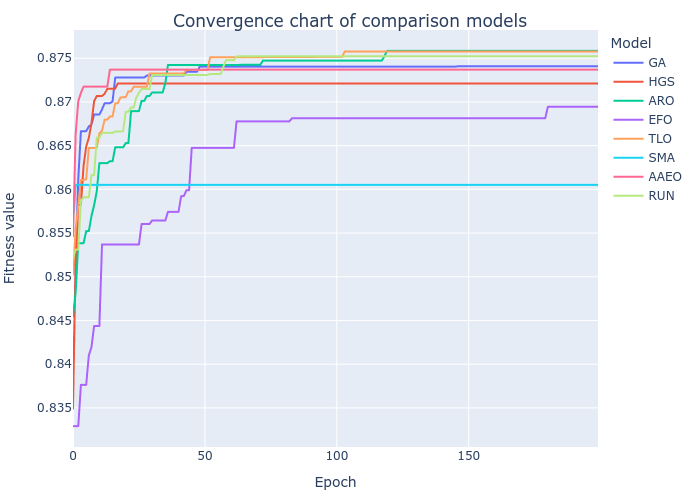 Convergence chart of comparison models
Fitness value
0.875
0.87
0.865
0.86
0.855
0.85
0.845
0.84
0.835
0
50
100
150
Epoch
Model
GA
HGS
ARO
EFO
TLO
SMA
AAEO
RUN